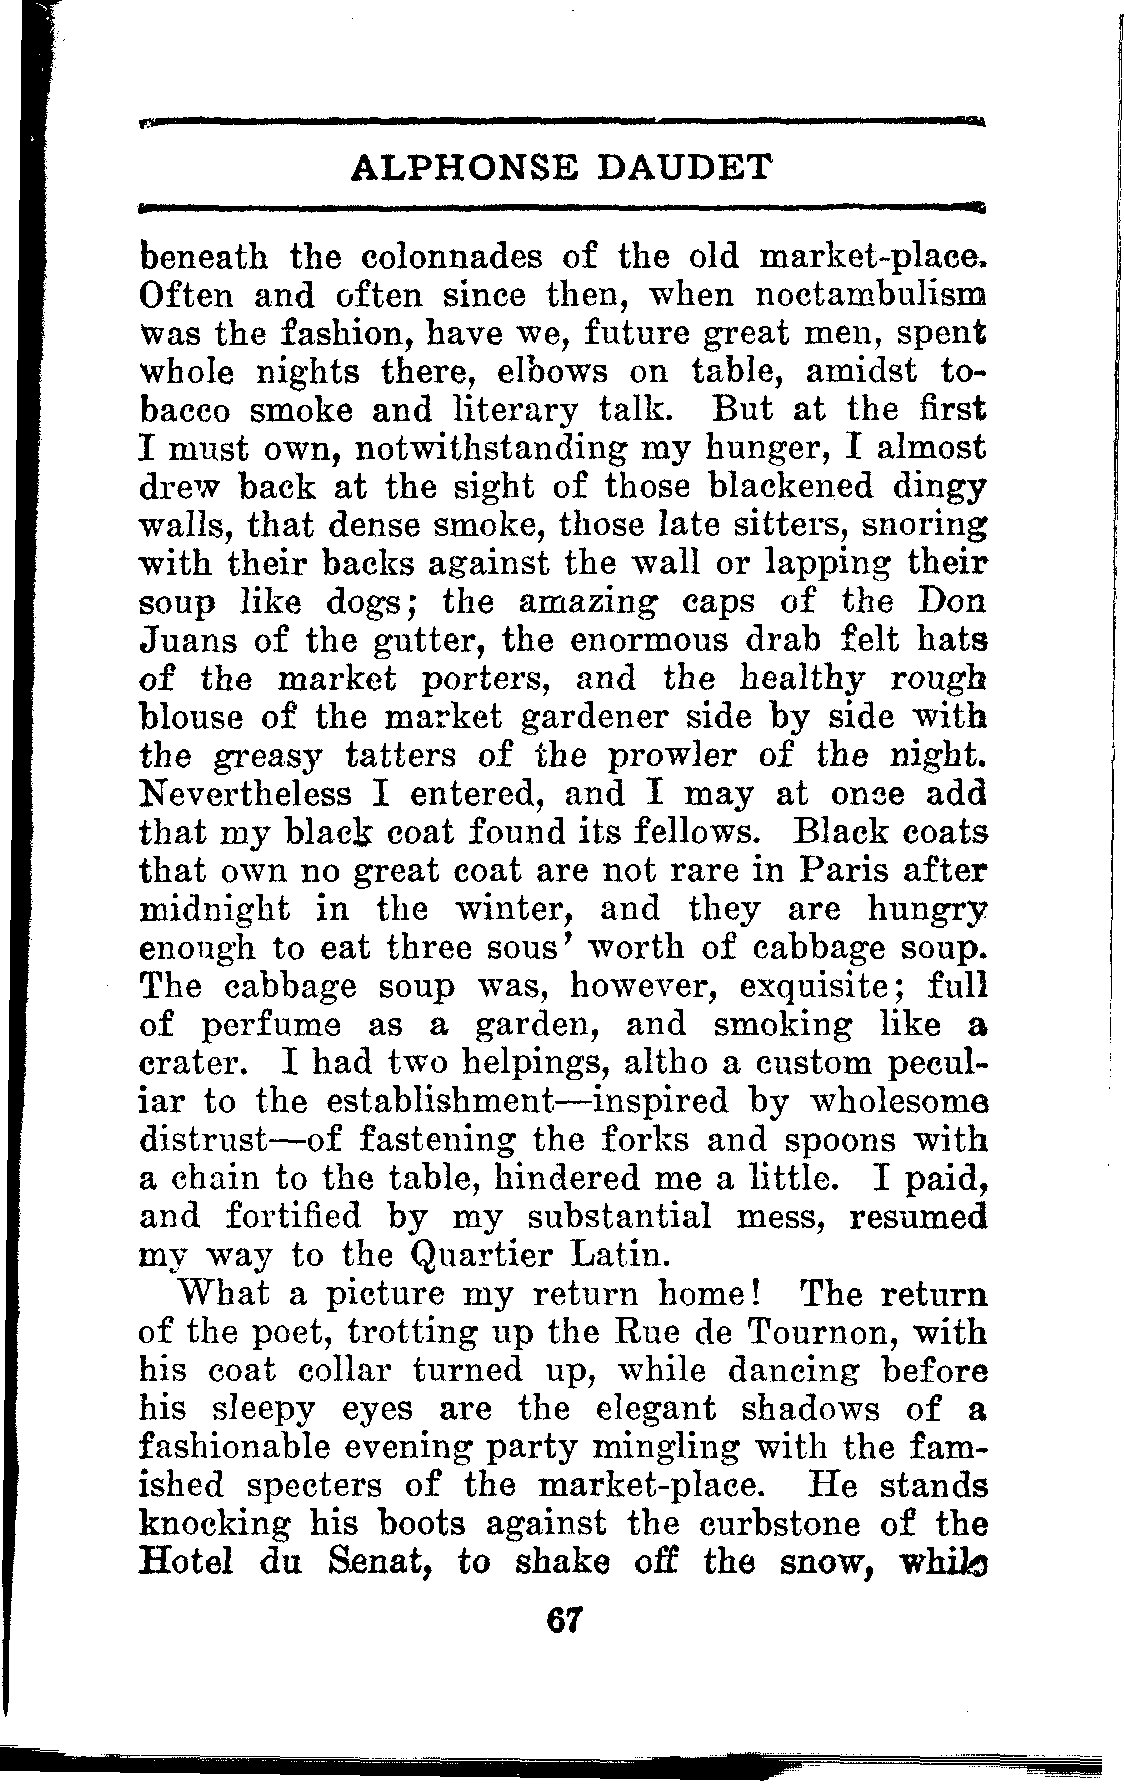 ALPHONSE DAUDET
beneath the colonnades of the old market-place.
Often and often since then, when noctambulism
was the fashion, have we, future great men, spent
whole nights there, elbows on table, amidst to-
bacco smoke and literary talk. But at the first
I must own, notwithstanding my hunger, I almost
drew back at the sight of those blackened dingy
walls, that dense smoke, those late sitters, snoring
with their backs against the wall or lapping their
soup like dogs; the amazing caps of the Don
Juans of the gutter, the enormous drab felt hats
of the market porters, and the healthy rough
blouse of the market gardener side by side with
the greasy tatters of the prowler of the night.
Nevertheless I entered, and I may at once add
that my black coat found its fellows. Black coats
that own no great coat are not rare in Paris after
midnight in the winter, and they are hungry
enough to eat three sous' worth of cabbage soup.
The cabbage soup was, however, exquisite; full
of perfume as a garden, and smoking like a
crater. I had two helpings, altho a custom pecul-
iar to the establishment—inspired by wholesome
distrust—of fastening the forks and spoons with
a chain to the table, hindered me a little. I paid,
and fortified by my substantial mess, resumed
my way to the Quartier Latin.
What a picture my return home! The return
of the poet, trotting up the Rue de Tournon, with
his coat collar turned up, while dancing before
his sleepy eyes are the elegant shadows of a
fashionable evening party mingling with the fam-
ished specters of the market-place. He stands
knocking his boots against the curbstone of the
Hotel du Senat, to shake off the snow, while
67